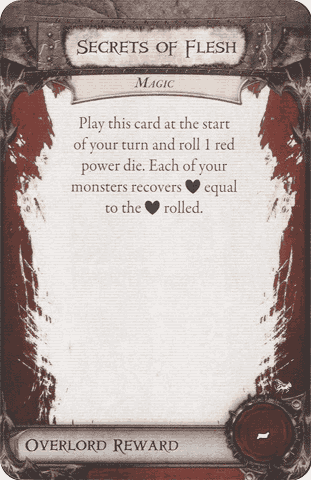 Secrets of Flesh
Magic
Play this card at the start
of your turn and roll 1 red
power die. Each of your
monsters recovers ♥ equal
to the ♥ rolled.
-
Overlord Reward